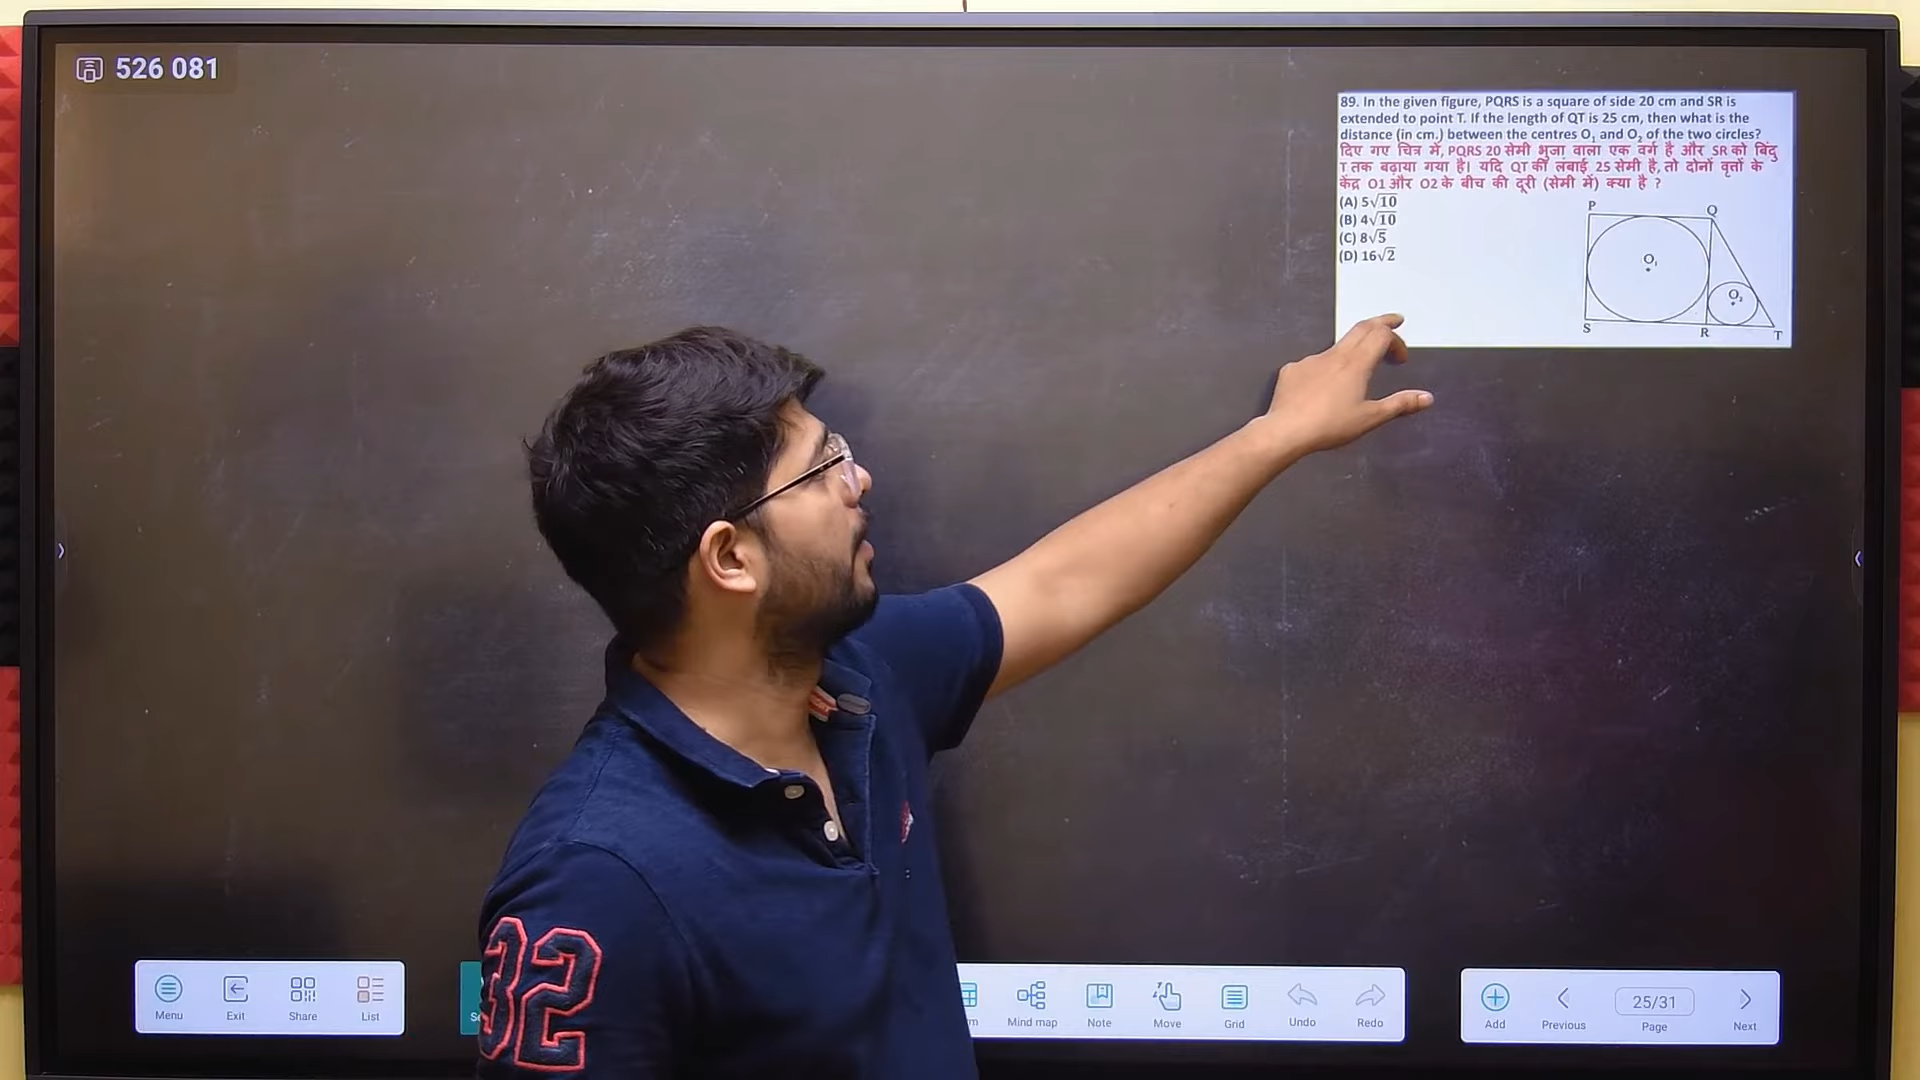 526 081
89. In the given figure, PQRS is a square of side 20 cm and SR is
extended to point T. If the length of QT is 25 cm, then what is the
distance (in cm.) between the centres O₁ and O₂ of the two circles?
दिए गए चित्र में, PQRS 20 सेमी भुजा वाला एक वर्ग है और SR को बिंदु
T तक बढ़ाया गया है। यदि QT की लंबाई 25 सेमी है, तो दोनों वृत्तों के
केंद्र O1 और O2 के बीच की दूरी (सेमी में) क्या है ?
(A) 5√10
(B) 4√10
(C) 8√5
(D) 16√2
P Q
O₁
O₂
S R T
32
Menu Exit Share List Mind map Note Move Grid Undo Redo Add Previous 25/31 Page Next